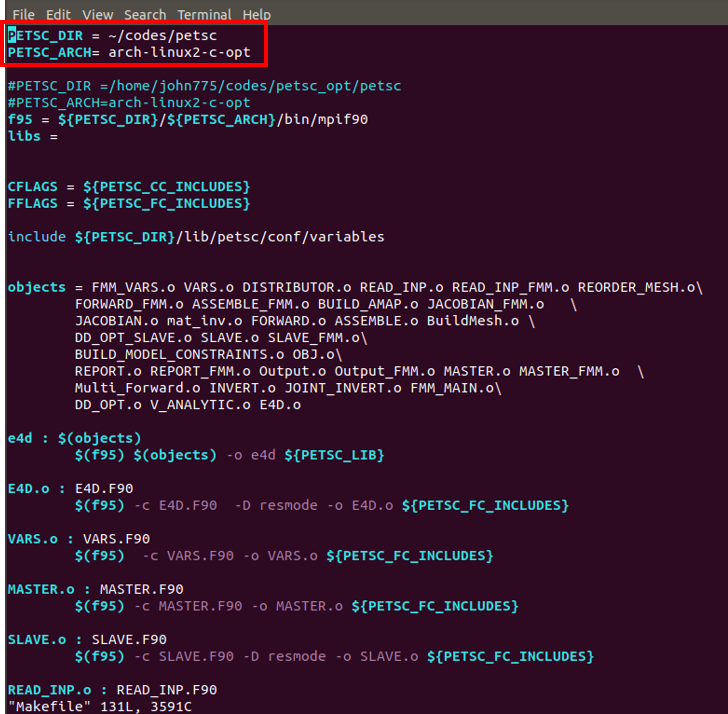 File Edit View Search Terminal Help
PETSC_DIR = ~/codes/petsc
PETSC_ARCH= arch-linux2-c-opt
#PETSC_DIR =/home/john775/codes/petsc_opt/petsc
#PETSC_ARCH=arch-linux2-c-opt
f95 = ${PETSC_DIR}/${PETSC_ARCH}/bin/mpif90
libs =
CFLAGS = ${PETSC_CC_INCLUDES}
FFLAGS = ${PETSC_FC_INCLUDES}
include ${PETSC_DIR}/lib/petsc/conf/variables
objects = FMM_VARS.o VARS.o DISTRIBUTOR.o READ_INP.o READ_INP_FMM.o REORDER_MESH.o\
FORWARD_FMM.o ASSEMBLE_FMM.o BUILD_AMAP.o JACOBIAN_FMM.o \
JACOBIAN.o mat_inv.o FORWARD.o ASSEMBLE.o BuildMesh.o \
DD_OPT_SLAVE.o SLAVE.o SLAVE_FMM.o\
BUILD_MODEL_CONSTRAINTS.o OBJ.o\
REPORT.o REPORT_FMM.o Output.o Output_FMM.o MASTER.o MASTER_FMM.o \
Multi_Forward.o INVERT.o JOINT_INVERT.o FMM_MAIN.o\
DD_OPT.o V_ANALYTIC.o E4D.o
e4d : $(objects)
$(f95) $(objects) -o e4d ${PETSC_LIB}
E4D.o : E4D.F90
$(f95) -c E4D.F90 -D resmode -o E4D.o ${PETSC_FC_INCLUDES}
VARS.o : VARS.F90
$(f95) -c VARS.F90 -o VARS.o ${PETSC_FC_INCLUDES}
MASTER.o : MASTER.F90
$(f95) -c MASTER.F90 -o MASTER.o ${PETSC_FC_INCLUDES}
SLAVE.o : SLAVE.F90
$(f95) -c SLAVE.F90 -D resmode -o SLAVE.o ${PETSC_FC_INCLUDES}
READ_INP.o : READ_INP.F90
"Makefile" 131L, 3591C